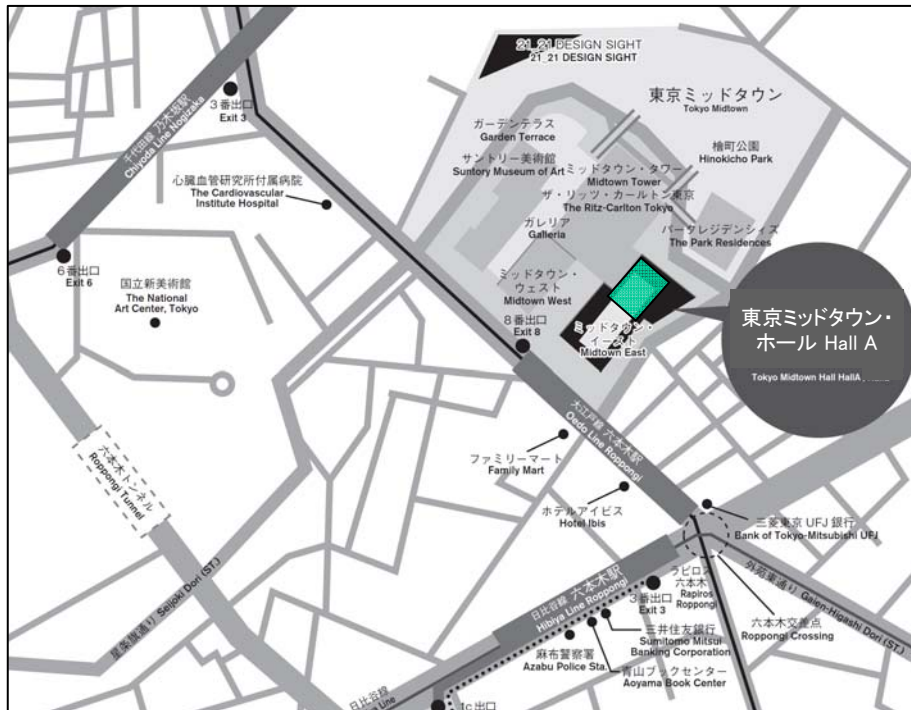 21_21 DESIGN SIGHT
21_21 DESIGN SIGHT
東京ミッドタウン
Tokyo Midtown
3番出口
Exit 3
ガーデンテラス
Garden Terrace
檜町公園
Hinokicho Park
千代田線 乃木坂駅
Chiyoda Line Nogizaka
サントリー美術館
Suntory Museum of Art
ミッドタウン・タワー
Midtown Tower
心臓血管研究所付属病院
The Cardiovascular
Institute Hospital
ザ・リッツ・カールトン東京
The Ritz-Carlton Tokyo
ガレリア
Galleria
パークレジデンシィズ
The Park Residences
6番出口
Exit 6
国立新美術館
The National
Art Center, Tokyo
ミッドタウン・
ウェスト
Midtown West
8番出口
Exit 8
ミッドタウン・
イースト
Midtown East
東京ミッドタウン・
ホール Hall A
Tokyo Midtown Hall HallA
大江戸線 六本木駅
Oedo Line Roppongi
ファミリーマート
Family Mart
六本木トンネル
Roppongi Tunnel
ホテルアイビス
Hotel Ibis
三菱東京 UFJ 銀行
Bank of Tokyo-Mitsubishi UFJ
星条旗通り Seijoki Dori (ST.)
日比谷線 六本木駅
Hibiya Line Roppongi
3番出口
Exit 3
ラピロス
六本木
Rapiros
Roppongi
外苑東通り Gaien-Higashi Dori (ST.)
六本木交差点
Roppongi Crossing
三井住友銀行
Sumitomo Mitsui
Banking Corporation
麻布警察署
Azabu Police Sta.
青山ブックセンター
Aoyama Book Center
日比谷線
Line
1c出口